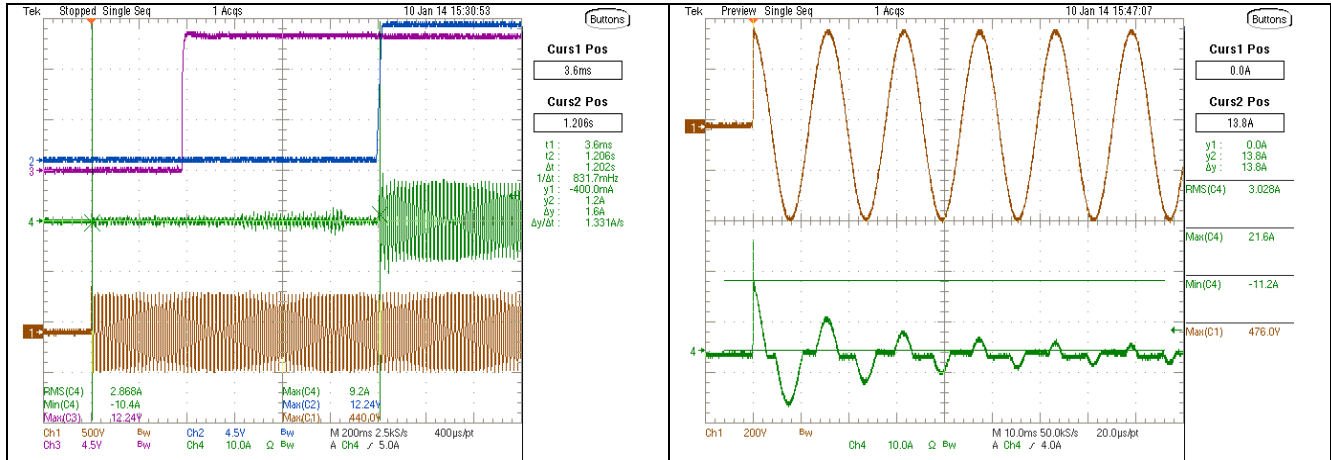 Tek Stopped Single Seq 1 Acqs 10 Jan 14 15:30:53
Buttons
Curs1 Pos
3.6ms
Curs2 Pos
1.206s
t1 : 3.6ms
t2 : 1.206s
Δt : 1.202s
1/Δt : 831.7mHz
y1 : -400.0mA
y2 : 1.2A
Δy : 1.6A
Δy/Δt : 1.331A/s
2
3
4
1
RMS(C4) 2.868A Max(C4) 9.2A
Min(C4) -10.4A Max(C2) 12.24V
Max(C3) 12.24V Max(C1) 440.0V
Ch1 500V Bw Ch2 4.5V Bw M 200ms 2.5kS/s 400µs/pt
Ch3 4.5V Bw Ch4 10.0A Ω Bw A Ch4 ∕ 5.0A
Tek Preview Single Seq 1 Acqs 10 Jan 14 15:47:07
Buttons
Curs1 Pos
0.0A
Curs2 Pos
13.8A
y1 : 0.0A
y2 : 13.8A
Δy : 13.8A
RMS(C4) 3.028A
Max(C4) 21.6A
Min(C4) -11.2A
Max(C1) 476.0V
1
4
Ch1 200V Bw M 10.0ms 50.0kS/s 20.0µs/pt
Ch4 10.0A Ω Bw A Ch4 ∕ 4.0A